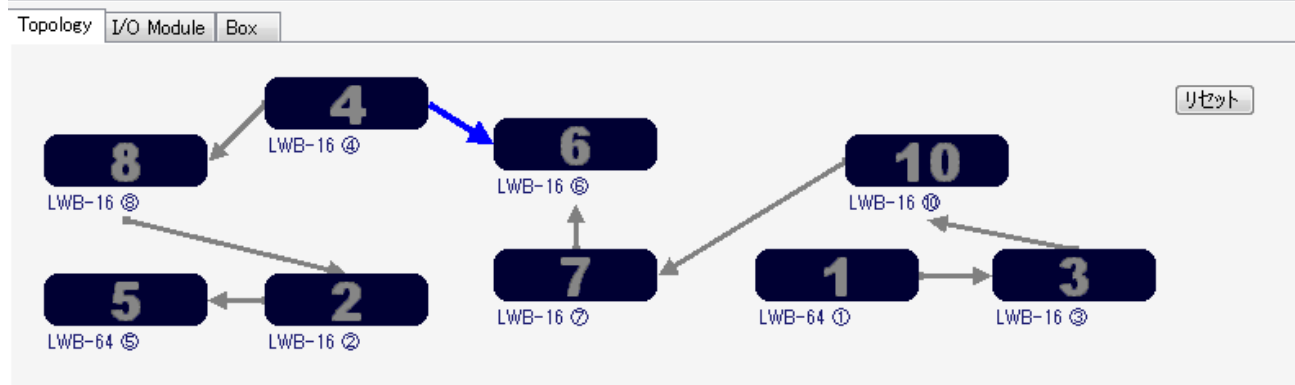 Topology I/O Module Box
リセット
4
LWB-16 ④
8
LWB-16 ⑧
6
LWB-16 ⑥
10
LWB-16 ⑩
5
LWB-64 ⑤
2
LWB-16 ②
7
LWB-16 ⑦
1
LWB-64 ①
3
LWB-16 ③